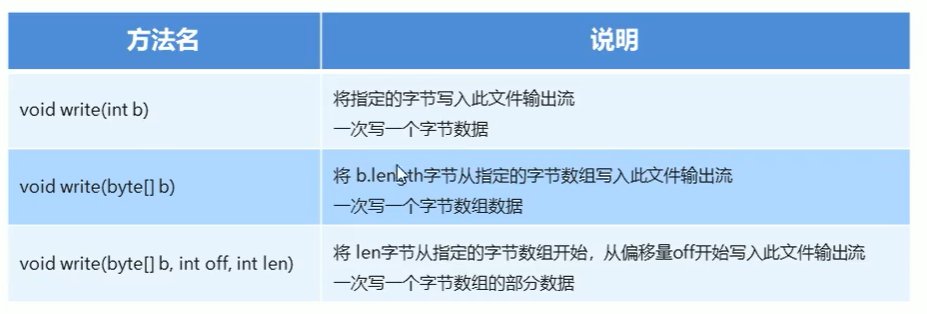 方法名 说明
void write(int b) 将指定的字节写入此文件输出流
一次写一个字节数据
void write(byte[] b) 将 b.length字节从指定的字节数组写入此文件输出流
一次写一个字节数组数据
void write(byte[] b, int off, int len) 将 len字节从指定的字节数组开始，从偏移量off开始写入此文件输出流
一次写一个字节数组的部分数据